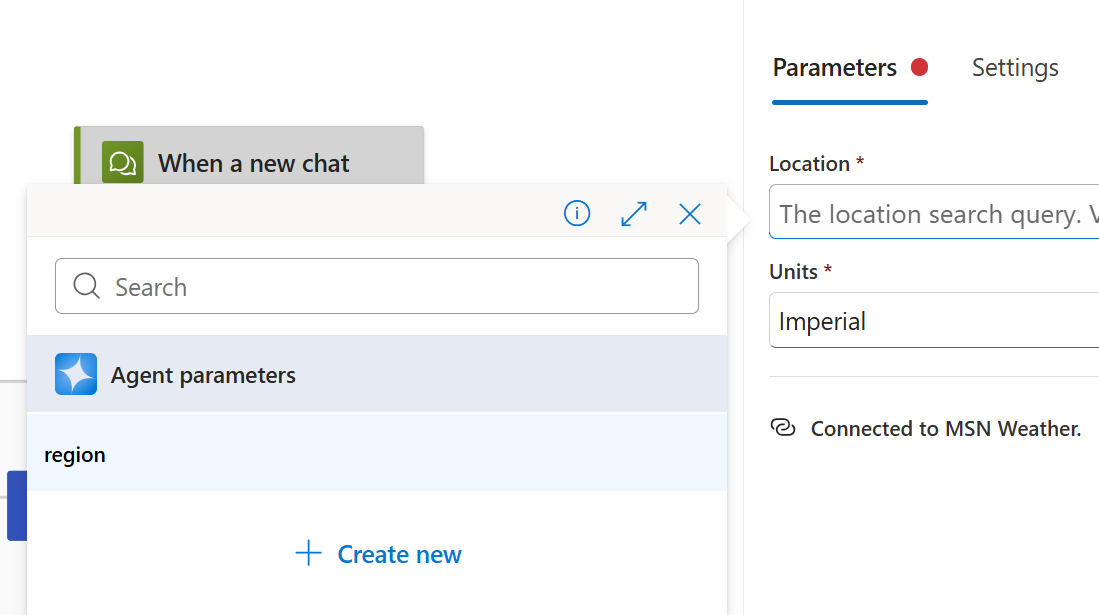 Parameters
Settings
When a new chat
Location *
The location search query. V
Search
Units *
Imperial
Agent parameters
Connected to MSN Weather.
region
Create new